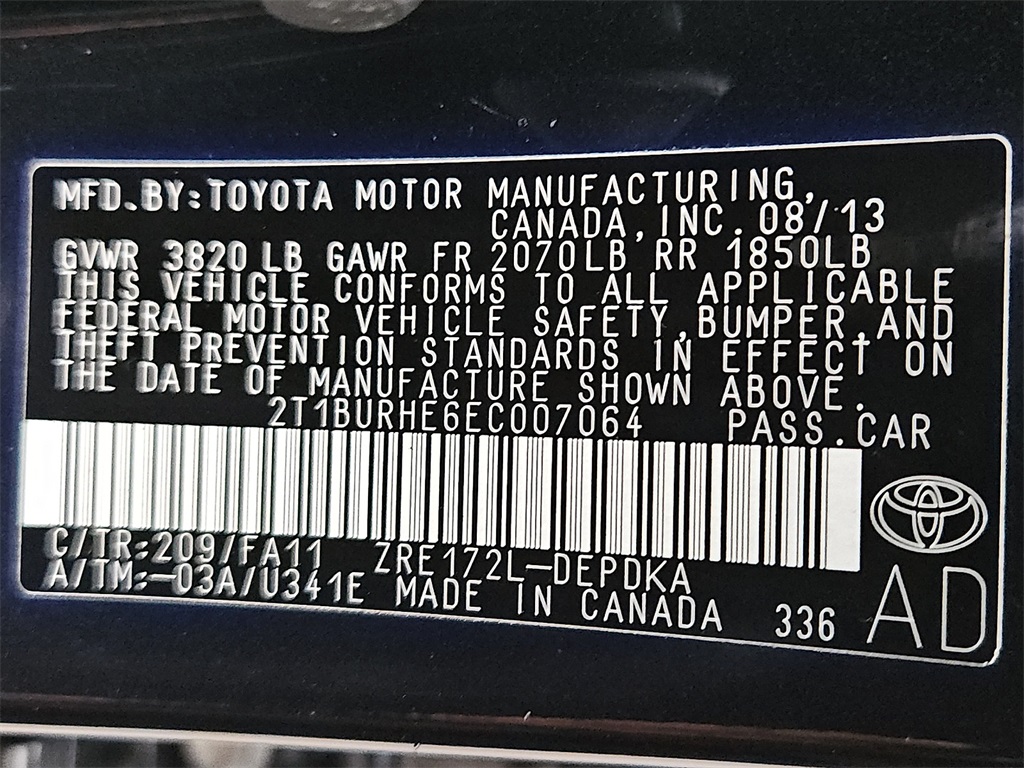 MFD.BY:TOYOTA MOTOR MANUFACTURING,
CANADA,INC.08/13
GVWR 3820 LB GAWR FR 2070LB RR 1850LB
THIS VEHICLE CONFORMS TO ALL APPLICABLE
FEDERAL MOTOR VEHICLE SAFETY,BUMPER,AND
THEFT PREVENTION STANDARDS IN EFFECT ON
THE DATE OF MANUFACTURE SHOWN ABOVE.
2T1BURHE6EC007064 PASS.CAR
C/TR:209/FA11 ZRE172L-DEPDKA
A/TM:-03A/U341E MADE IN CANADA 336 AD